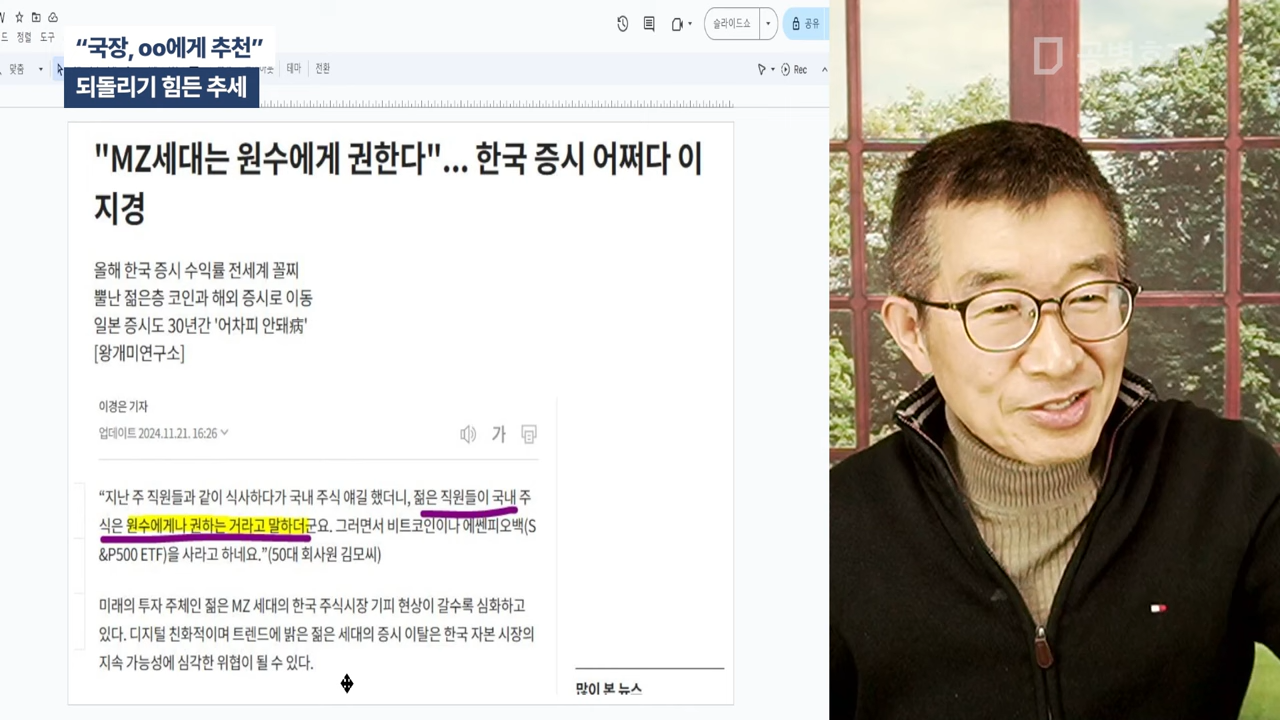 정렬 도구
슬라이드쇼
공유
"국장, oo에게 추천"
되돌리기 힘든 추세
맞춤
테마
전환
Rec
"MZ세대는 원수에게 권한다"... 한국 증시 어쩌다 이
지경
올해 한국 증시 수익률 전세계 꼴찌
뿔난 젊은층 코인과 해외 증시로 이동
일본 증시도 30년간 '어차피 안돼病'
[왕개미연구소]
이경은 기자
업데이트 2024.11.21. 16:26
가
“지난 주 직원들과 같이 식사하다가 국내 주식 얘길 했더니, 젊은 직원들이 국내 주
식은 원수에게나 권하는 거라고 말하더군요. 그러면서 비트코인이나 에쎈피오백(S
&P500 ETF)을 사라고 하네요.”(50대 회사원 김모씨)
미래의 투자 주체인 젊은 MZ 세대의 한국 주식시장 기피 현상이 갈수록 심화하고
있다. 디지털 친화적이며 트렌드에 밝은 젊은 세대의 증시 이탈은 한국 자본 시장의
지속 가능성에 심각한 위협이 될 수 있다.
많이 본 뉴스